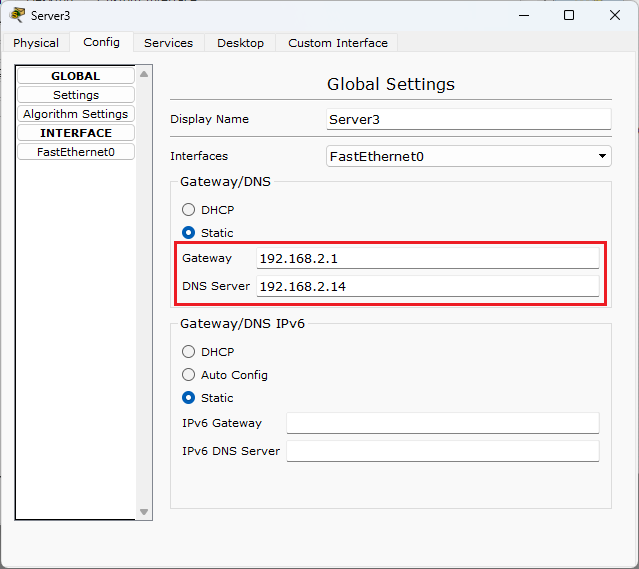 Server3
Physical Config Services Desktop Custom Interface
GLOBAL
Settings
Algorithm Settings
INTERFACE
FastEthernet0
Global Settings
Display Name Server3
Interfaces FastEthernet0
Gateway/DNS
DHCP
Static
Gateway 192.168.2.1
DNS Server 192.168.2.14
Gateway/DNS IPv6
DHCP
Auto Config
Static
IPv6 Gateway
IPv6 DNS Server